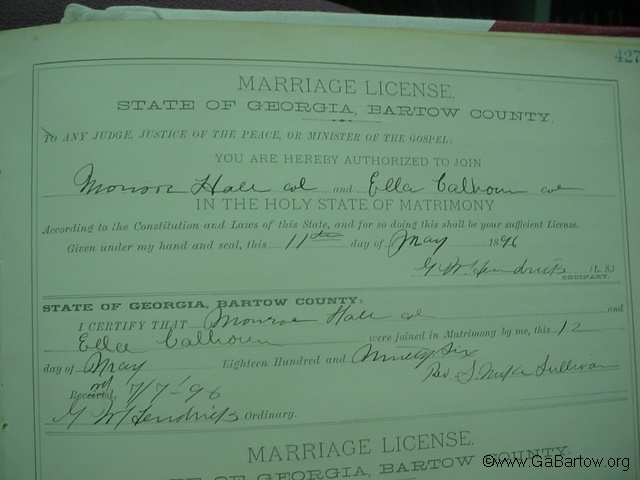 427
MARRIAGE LICENSE.
STATE OF GEORGIA, BARTOW COUNTY.
TO ANY JUDGE, JUSTICE OF THE PEACE, OR MINISTER OF THE GOSPEL:
YOU ARE HEREBY AUTHORIZED TO JOIN
Monroe Hall col and Ella Calhoun col
IN THE HOLY STATE OF MATRIMONY
According to the Constitution and Laws of this State, and for so doing this shall be your sufficient License.
Given under my hand and seal, this 11th day of May 1896
G W Hendricks (L. S.)
ORDINARY.
STATE OF GEORGIA, BARTOW COUNTY:
I CERTIFY THAT Monroe Hall col and
Ella Calhoun were joined in Matrimony by me, this 12
day of May Eighteen Hundred and Ninety Six
Rev. S. Sullivan
Received, 7/7-96
G W Hendricks Ordinary.
MARRIAGE LICENSE.
STATE OF GEORGIA, BARTOW COUNTY.
©www.GaBartow.org